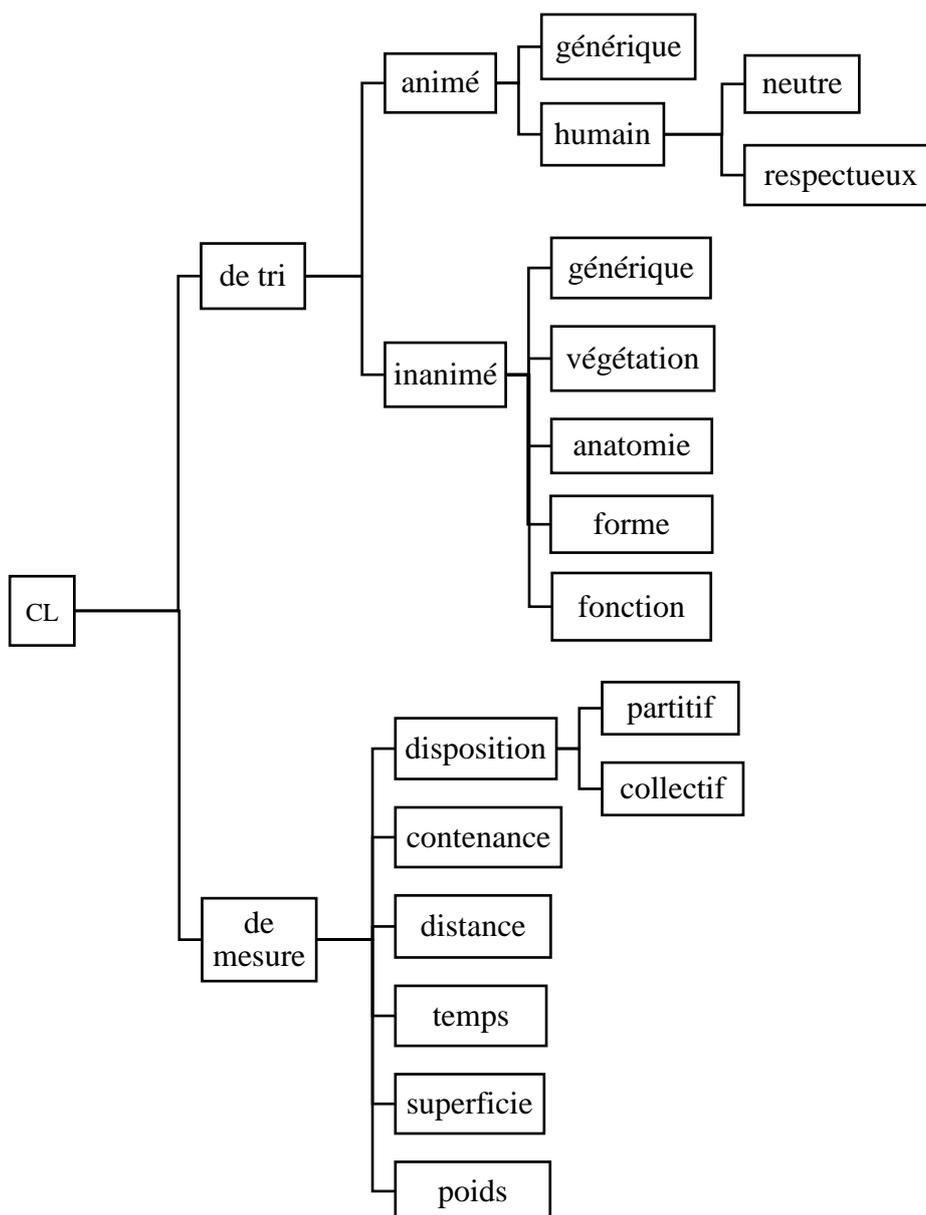 générique
animé
neutre
humain
respectueux
générique
de tri
végétation
inanimé
anatomie
forme
CL
fonction
partitif
disposition
collectif
contenance
distance
de
mesure
temps
superficie
poids